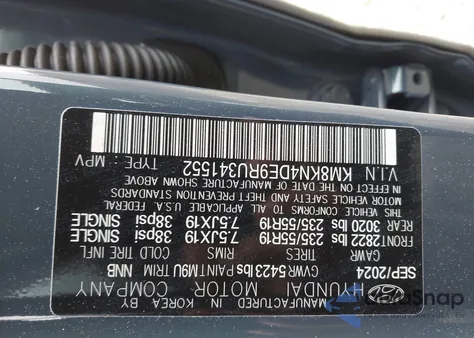 MANUFACTURED IN KOREA BY
HYUNDAI MOTOR COMPANY
SEP/2024 GVWR 5423 lbs PAINT M9U TRIM NNB
GAWR COLD TIRE INFL
FRONT 2822 lbs 235/55R19 7.5JX19 38psi SINGLE
REAR 3020 lbs 235/55R19 7.5JX19 38psi SINGLE
THIS VEHICLE CONFORMS TO ALL APPLICABLE U.S. FEDERAL
MOTOR VEHICLE SAFETY AND THEFT PREVENTION STANDARDS
IN EFFECT ON THE DATE OF MANUFACTURE SHOWN ABOVE
V.I.N : KM8KN4DE9RU341552 TYPE : MPV
DataSnap